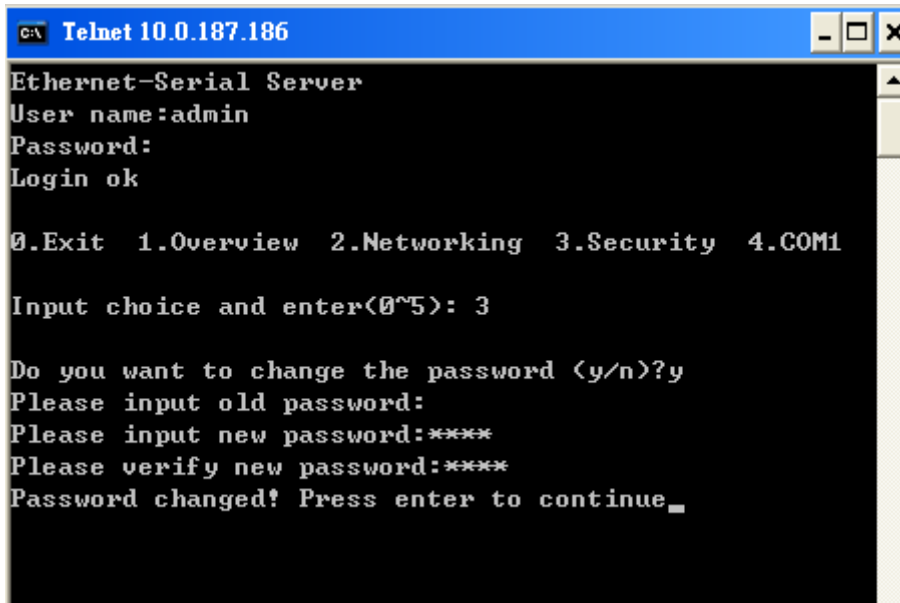 Telnet 10.0.187.186
Ethernet-Serial Server
User name:admin
Password:
Login ok
0.Exit  1.Overview  2.Networking  3.Security  4.COM1
Input choice and enter(0~5): 3
Do you want to change the password (y/n)?y
Please input old password:
Please input new password:****
Please verify new password:****
Password changed! Press enter to continue_